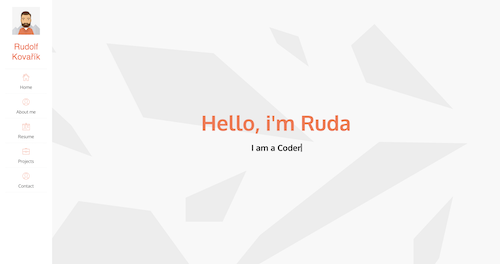 Rudolf
Kovařík
Home
About me
Resume
Projects
Contact
Hello, i'm Ruda
I am a Coder